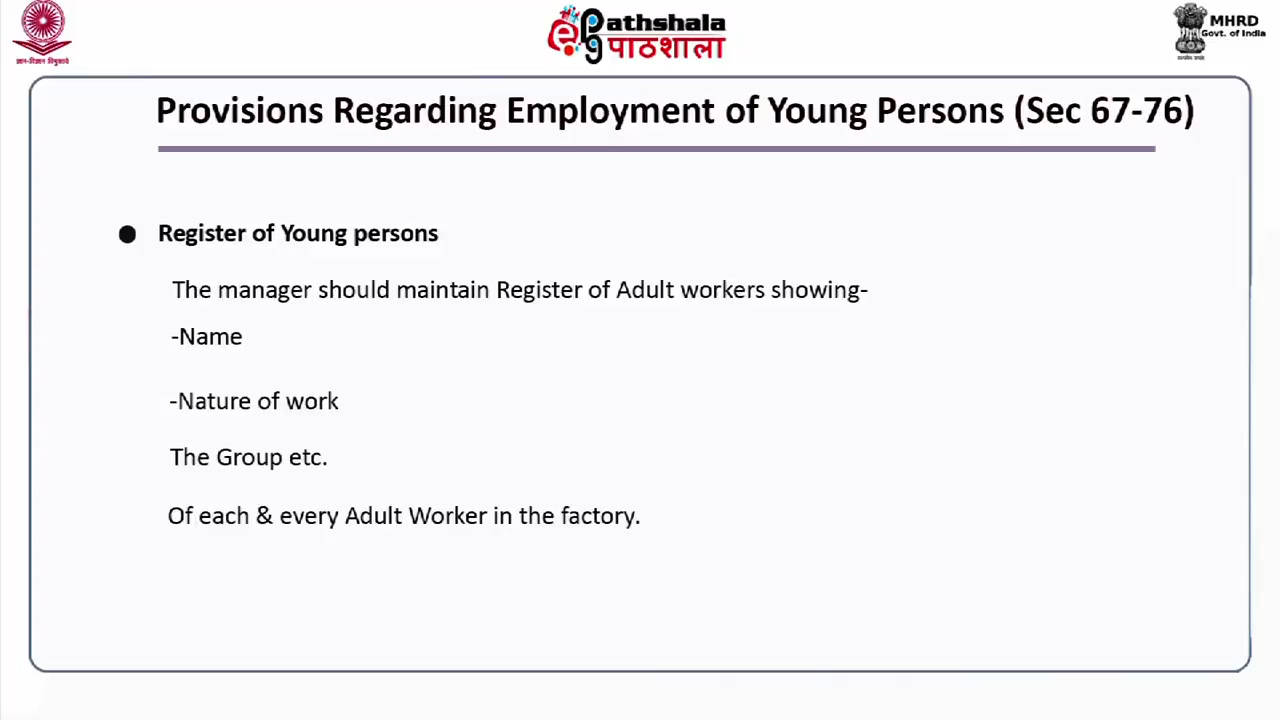 ePathshala
पाठशाला
MHRD
Govt. of India
ज्ञान-विज्ञान विमुक्तये
Provisions Regarding Employment of Young Persons (Sec 67-76)
Register of Young persons
The manager should maintain Register of Adult workers showing-
-Name
-Nature of work
The Group etc.
Of each & every Adult Worker in the factory.